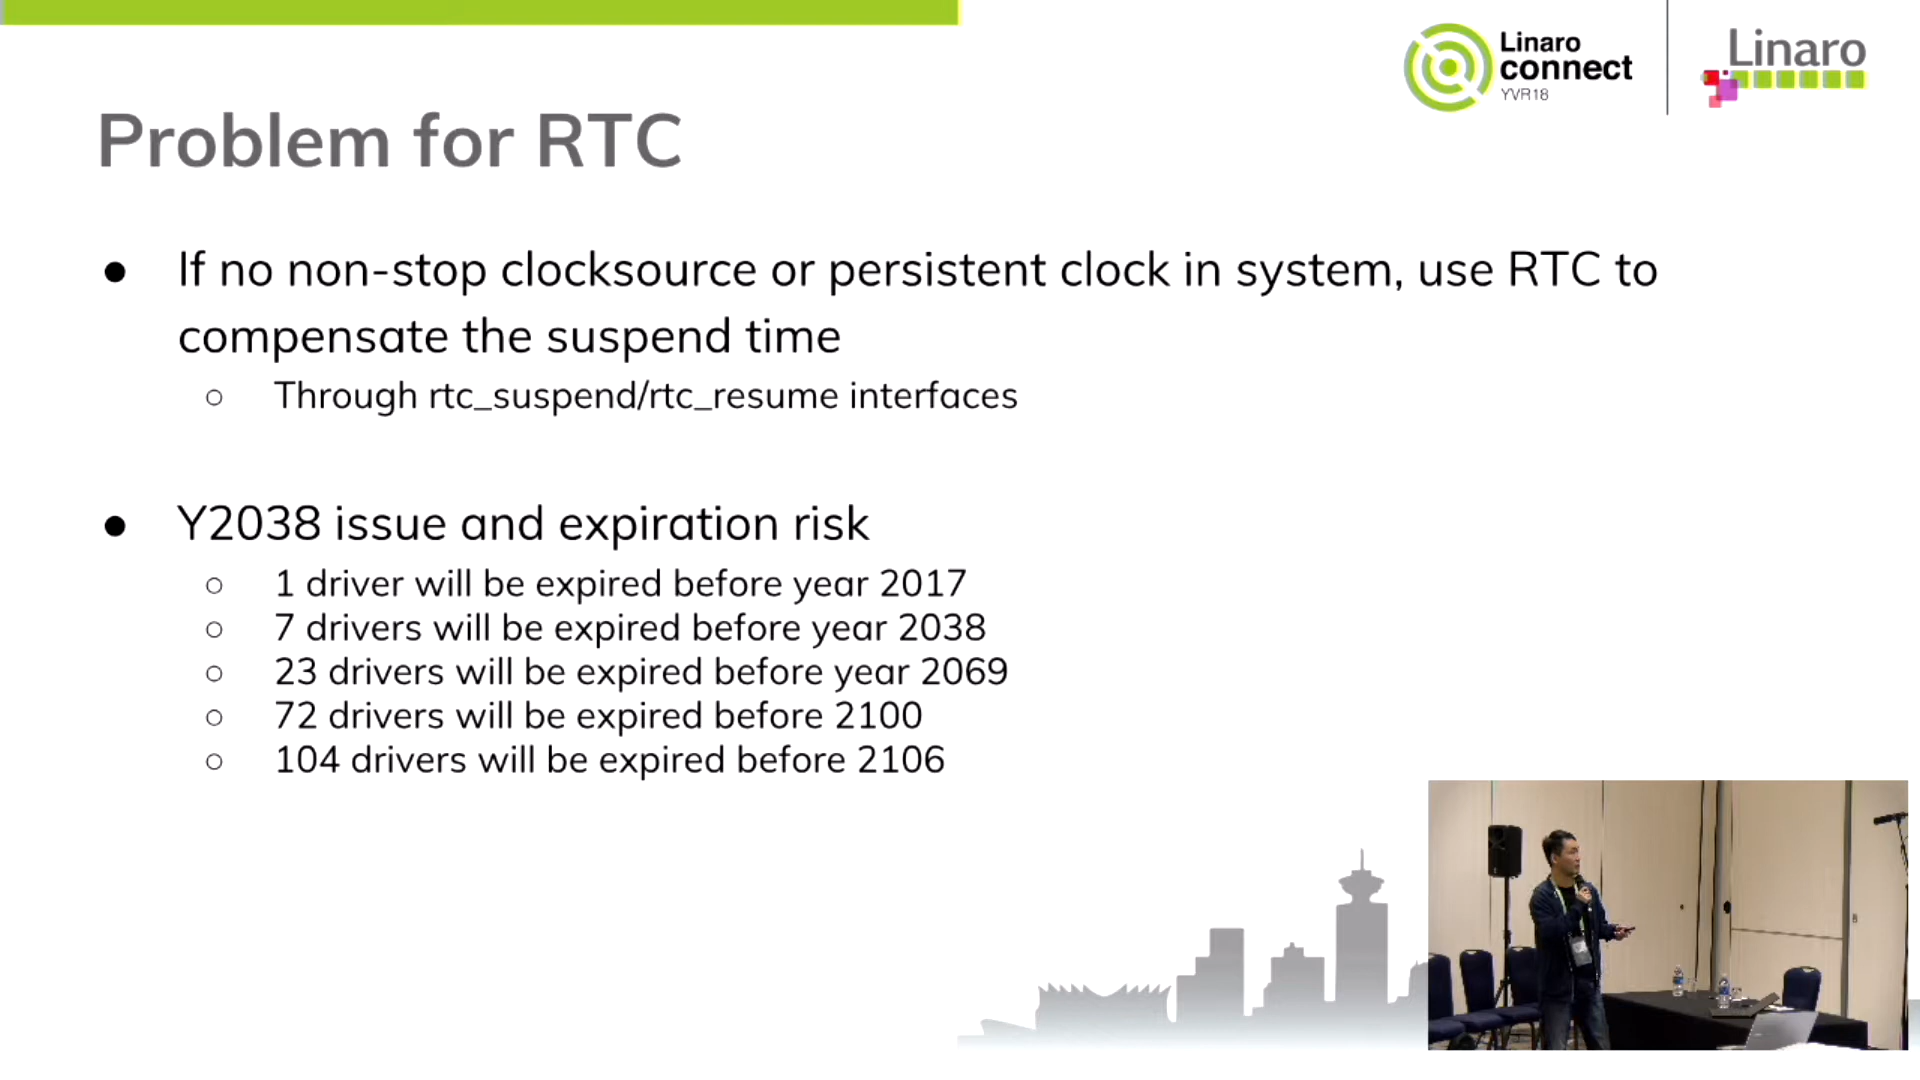 Linaro
connect
YVR18
Linaro
Problem for RTC
● If no non-stop clocksource or persistent clock in system, use RTC to
compensate the suspend time
○ Through rtc_suspend/rtc_resume interfaces
● Y2038 issue and expiration risk
○ 1 driver will be expired before year 2017
○ 7 drivers will be expired before year 2038
○ 23 drivers will be expired before year 2069
○ 72 drivers will be expired before 2100
○ 104 drivers will be expired before 2106